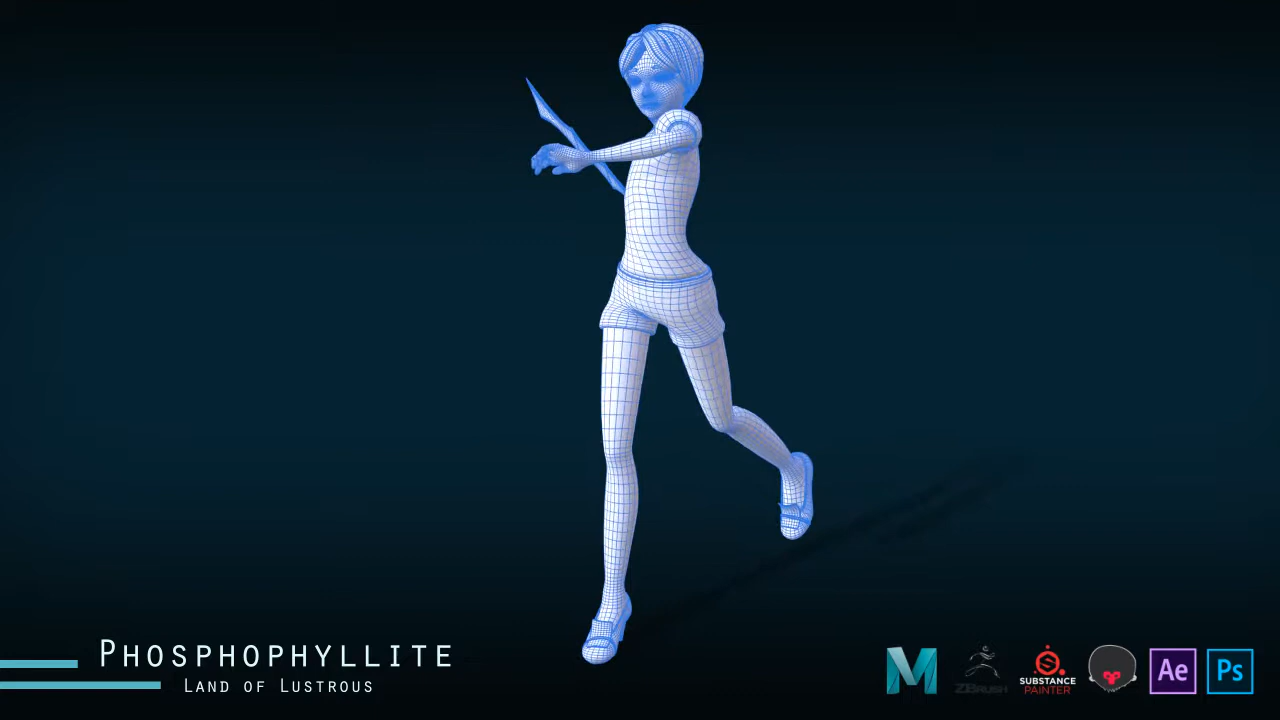 PHOSPHOPHYLLITE
LAND OF LUSTROUS
ZBRUSH
SUBSTANCE
PAINTER
Ae
Ps